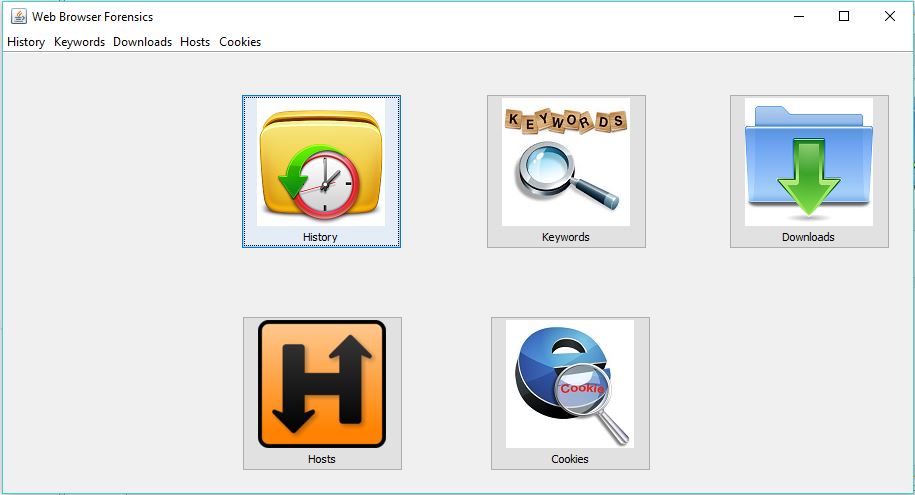 Web Browser Forensics
History Keywords Downloads Hosts Cookies
KEYWORDS
History
Keywords
Downloads
H
Cookie
Hosts
Cookies